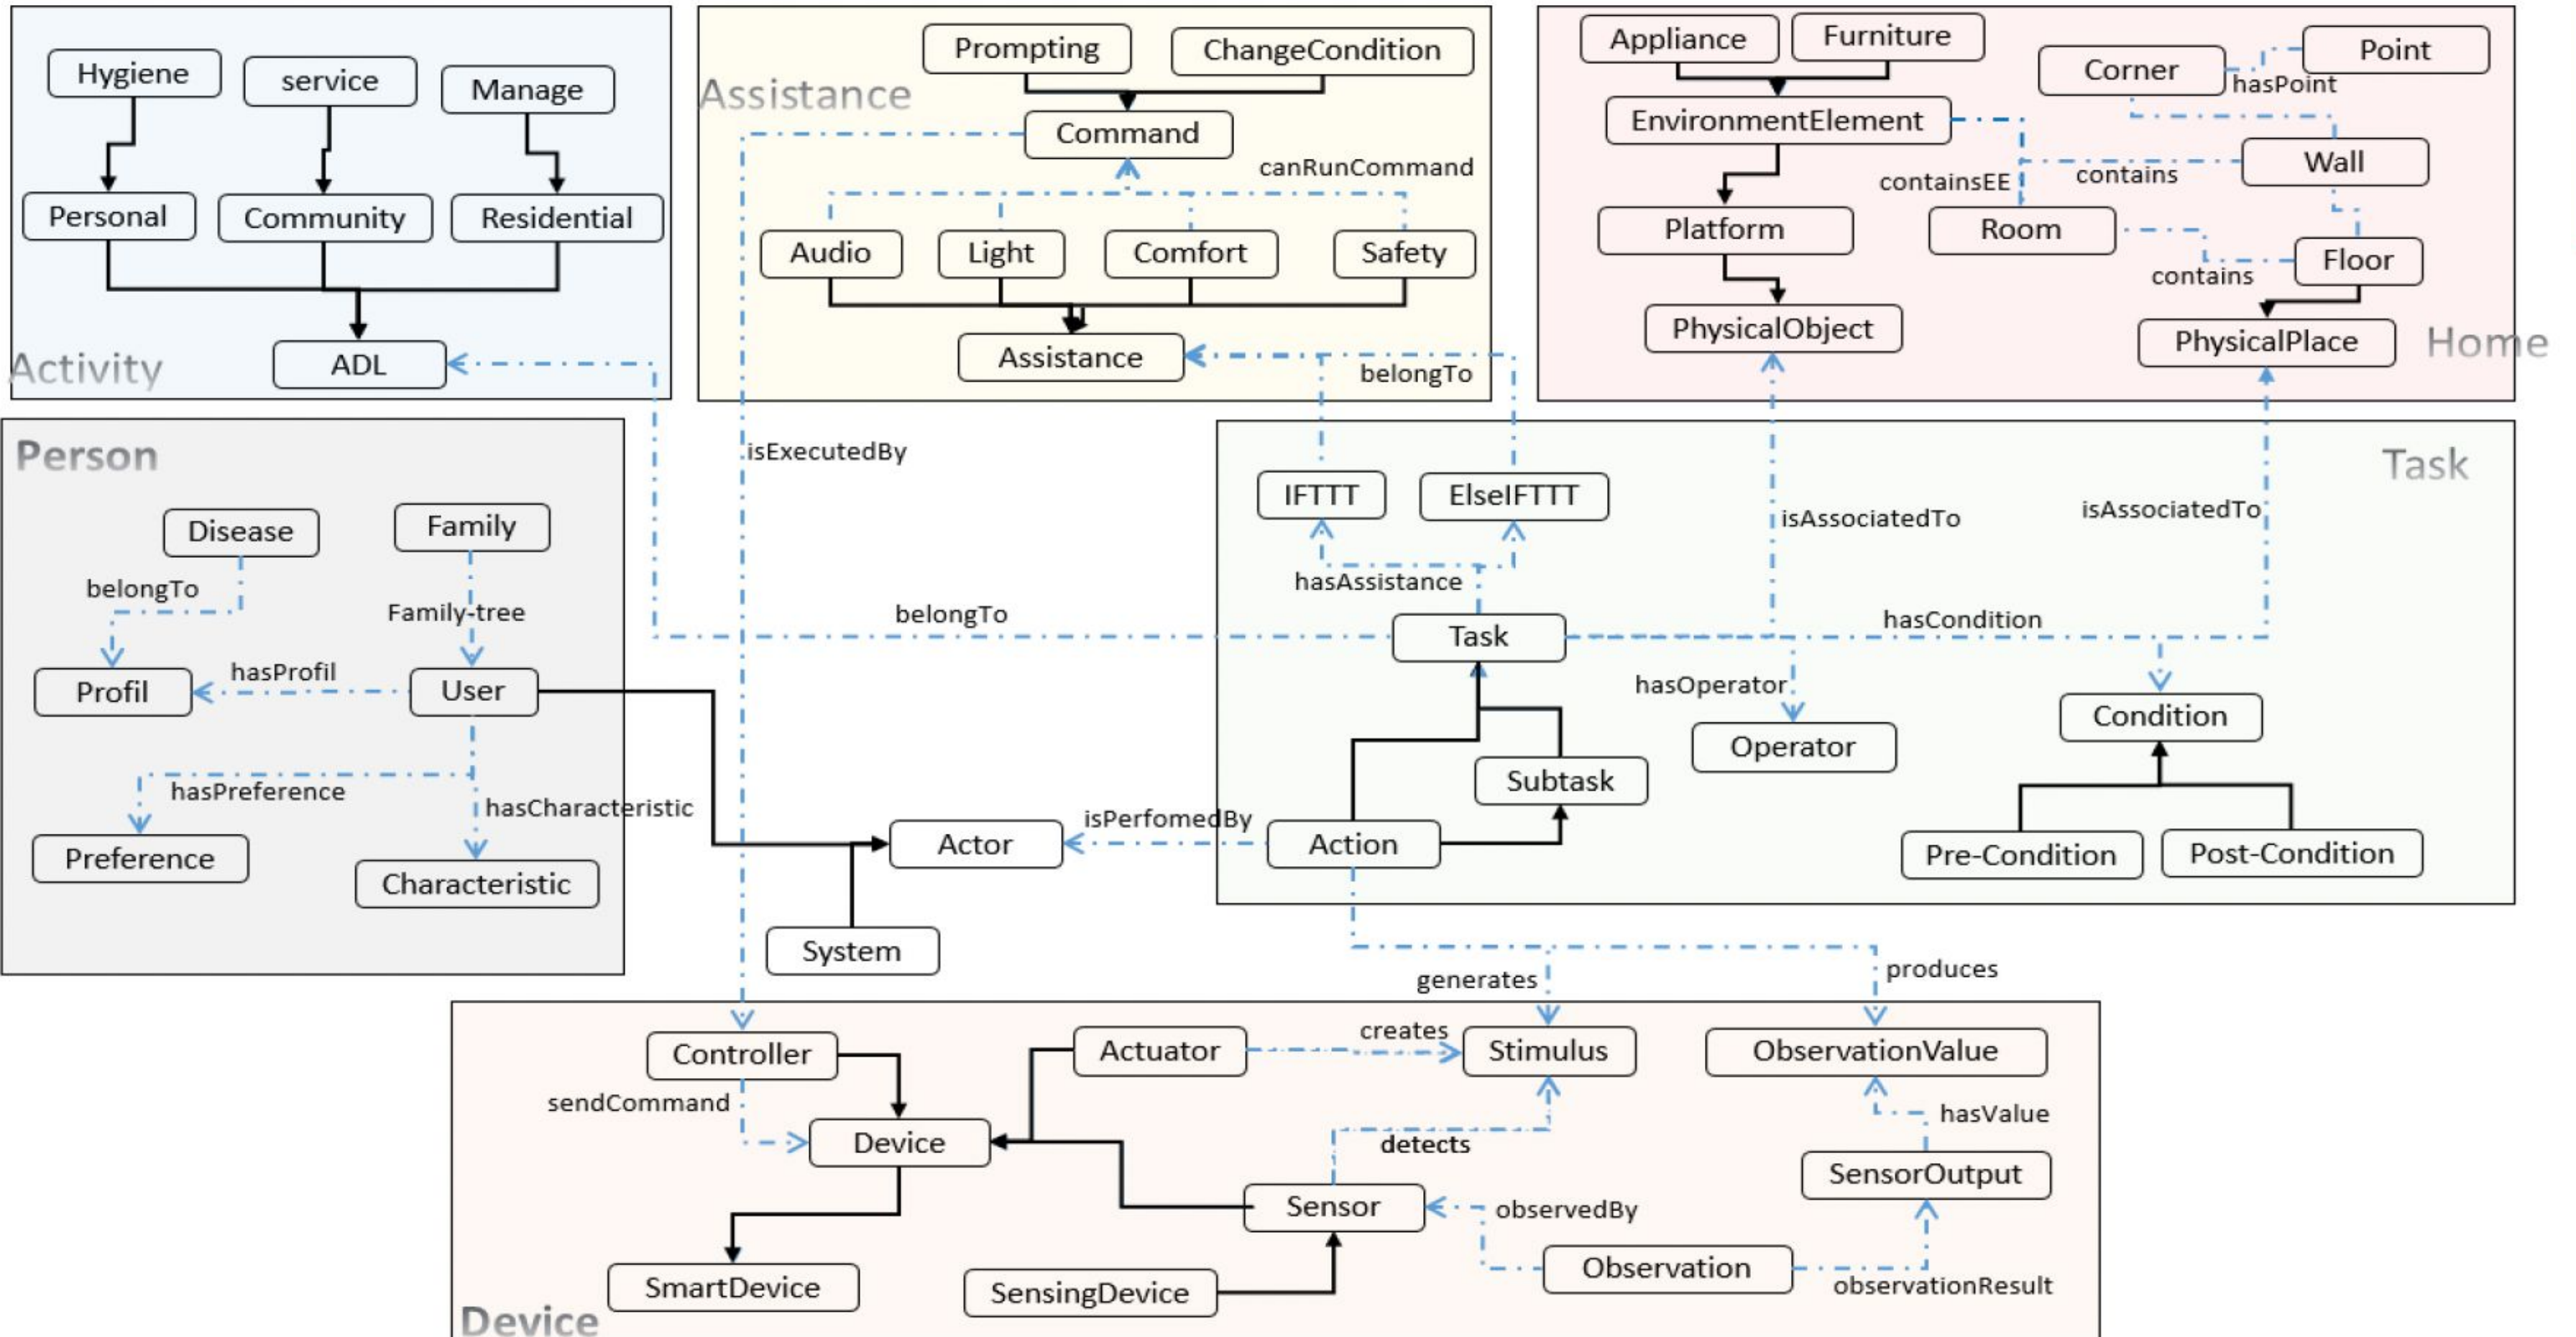 Hygiene
service
Manage
Personal
Community
Residential
ADL
Activity
Prompting
ChangeCondition
Assistance
Command
canRunCommand
Audio
Light
Comfort
Safety
Assistance
belongTo
Appliance
Furniture
Corner
Point
hasPoint
EnvironmentElement
Wall
containsEE
contains
Platform
Room
Floor
contains
PhysicalObject
PhysicalPlace
Home
Person
Disease
Family
belongTo
Family-tree
Profil
hasProfil
User
hasPreference
hasCharacteristic
Preference
Characteristic
isExecutedBy
belongTo
Actor
System
isPerfomedBy
Task
IFTTT
ElseIFTTT
isAssociatedTo
isAssociatedTo
hasAssistance
Task
hasCondition
hasOperator
Operator
Condition
Subtask
Action
Pre-Condition
Post-Condition
generates
produces
Controller
Actuator
creates
Stimulus
ObservationValue
sendCommand
hasValue
Device
detects
SensorOutput
Sensor
observedBy
Observation
observationResult
SmartDevice
SensingDevice
Device